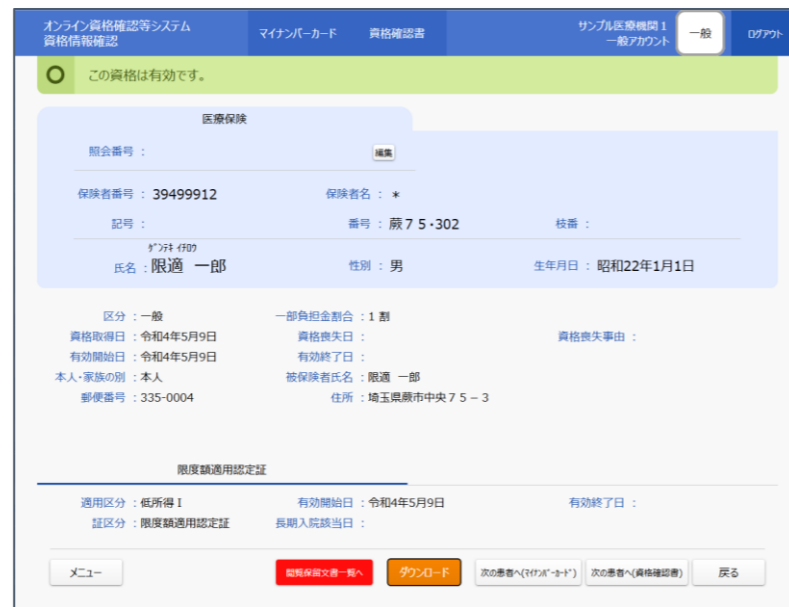 オンライン資格確認等システム
資格情報確認
マイナンバーカード 資格確認書
サンプル医療機関1
一般アカウント
一般
ログアウト
この資格は有効です。
医療保険
照会番号 : 編集
保険者番号 : 39499912 保険者名 : *
記号 : 番号 : 蕨75・302 枝番 :
ゲンテキ イチロウ
氏名 : 限適 一郎 性別 : 男 生年月日 : 昭和22年1月1日
区分 : 一般 一部負担金割合 : 1割
資格取得日 : 令和4年5月9日 資格喪失日 : 資格喪失事由 :
有効開始日 : 令和4年5月9日 有効終了日 :
本人・家族の別 : 本人 被保険者氏名 : 限適 一郎
郵便番号 : 335-0004 住所 : 埼玉県蕨市中央75-3
限度額適用認定証
適用区分 : 低所得Ⅰ 有効開始日 : 令和4年5月9日 有効終了日 :
証区分 : 限度額適用認定証 長期入院該当日 :
メニュー 閲覧保留文書一覧へ ダウンロード 次の患者へ(マイナンバーカード) 次の患者へ(資格確認書) 戻る